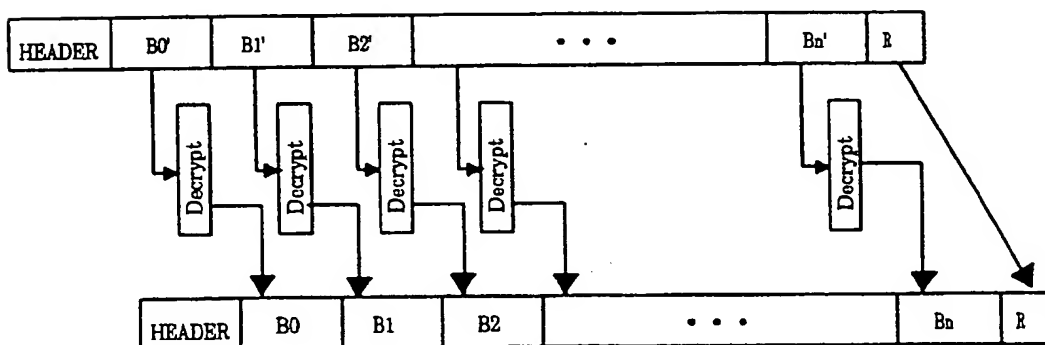 HEADER B0' B1' B2' • • • Bn' R
Decrypt Decrypt Decrypt Decrypt Decrypt
HEADER B0 B1 B2 • • • Bn R